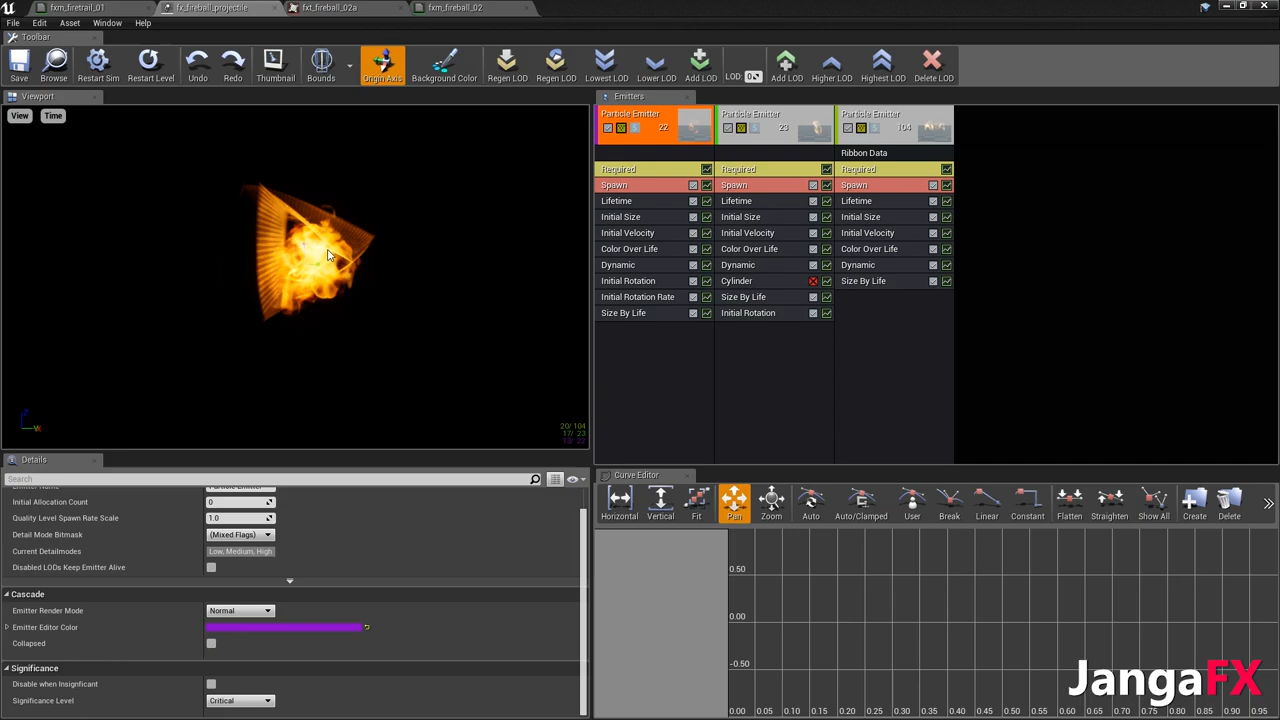 fxm_firetrail_01
fx_fireball_projectile
fxt_fireball_02a
fxm_fireball_02
File Edit Asset Window Help
Toolbar
Save Browse Restart Sim Restart Level Undo Redo Thumbnail Bounds Origin Axis Background Color Regen LOD Regen LOD Lowest LOD Lower LOD Add LOD LOD: 0 Add LOD Higher LOD Highest LOD Delete LOD
Viewport
View Time
20/ 104
17/ 23
13/ 22
Emitters
Particle Emitter Particle Emitter Particle Emitter
22 23 104
Ribbon Data
Required Required Required
Spawn Spawn Spawn
Lifetime Lifetime Lifetime
Initial Size Initial Size Initial Size
Initial Velocity Initial Velocity Initial Velocity
Color Over Life Color Over Life Color Over Life
Dynamic Dynamic Dynamic
Initial Rotation Cylinder Size By Life
Initial Rotation Rate Size By Life
Size By Life Initial Rotation
Details
Search
Initial Allocation Count 0
Quality Level Spawn Rate Scale 1.0
Detail Mode Bitmask (Mixed Flags)
Current Detailmodes Low, Medium, High
Disabled LODs Keep Emitter Alive
Cascade
Emitter Render Mode Normal
Emitter Editor Color
Collapsed
Significance
Disable when Insignficant
Significance Level Critical
Curve Editor
Horizontal Vertical Fit Pan Zoom Auto Auto/Clamped User Break Linear Constant Flatten Straighten Show All Create Delete
0.50
0.00
-0.50
0.00 0.05 0.10 0.15 0.20 0.25 0.30 0.35 0.40 0.45 0.50 0.55 0.60 0.65 0.70 0.75 0.80 0.85 0.90 0.95
JangaFX